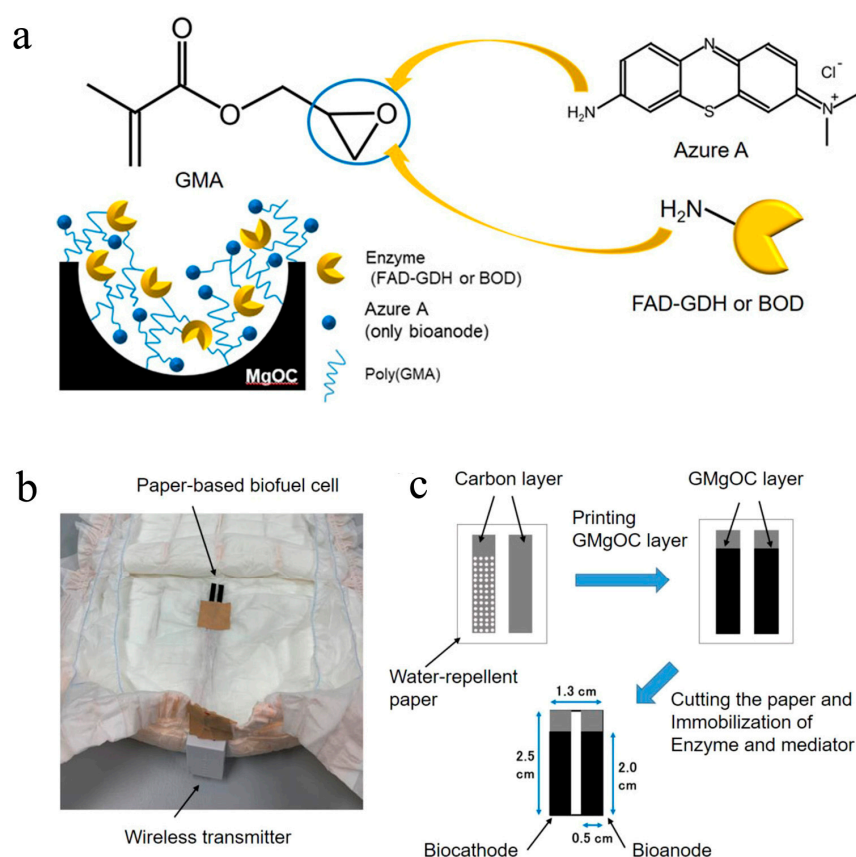 a
O
O
O
GMA
H₂N
N
S
N
+
Cl⁻
Azure A
H₂N
FAD-GDH or BOD
MgOC
Enzyme
(FAD-GDH or BOD)
Azure A
(only bioanode)
Poly(GMA)
b
Paper-based biofuel cell
Wireless transmitter
c
Carbon layer
GMgOC layer
Printing
GMgOC layer
Water-repellent
paper
Cutting the paper and
Immobilization of
Enzyme and mediator
1.3 cm
2.5
cm
2.0
cm
0.5 cm
Biocathode
Bioanode